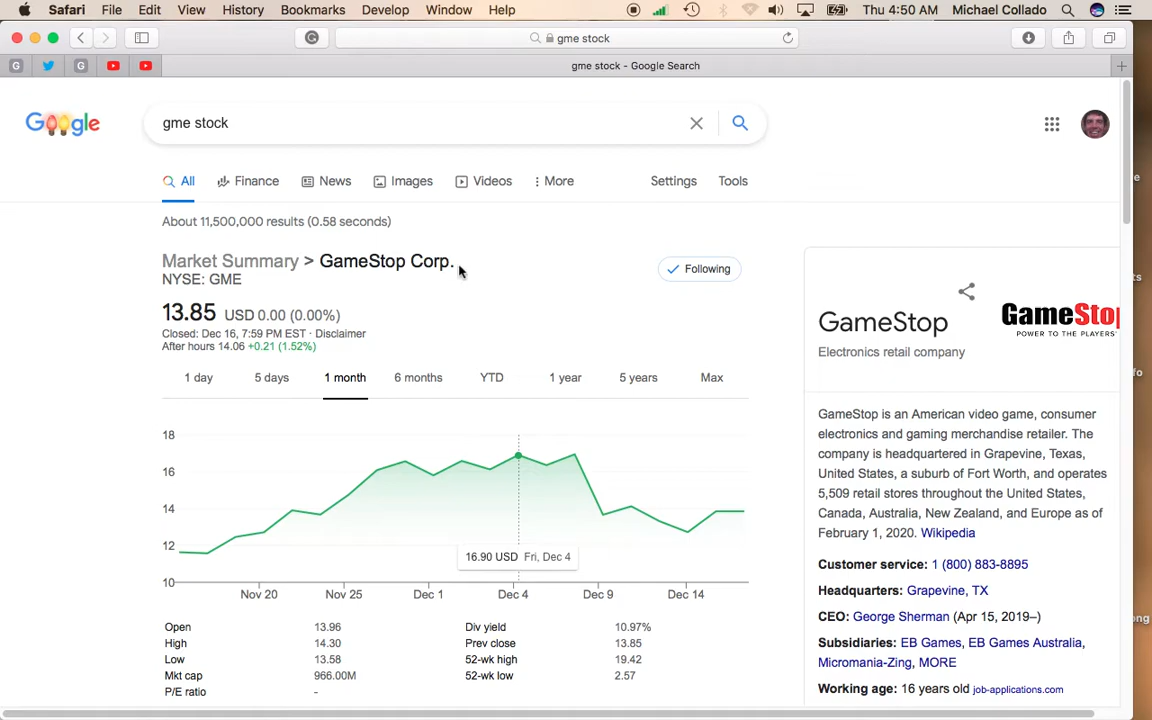 Safari File Edit View History Bookmarks Develop Window Help Thu 4:50 AM Michael Collado
gme stock
G G gme stock - Google Search
Google gme stock
All Finance News Images Videos More Settings Tools
About 11,500,000 results (0.58 seconds)
Market Summary > GameStop Corp.
NYSE: GME
Following
13.85 USD 0.00 (0.00%)
Closed: Dec 16, 7:59 PM EST · Disclaimer
After hours 14.06 +0.21 (1.52%)
1 day 5 days 1 month 6 months YTD 1 year 5 years Max
18
16
14
12
10
16.90 USD Fri, Dec 4
Nov 20 Nov 25 Dec 1 Dec 4 Dec 9 Dec 14
Open 13.96 Div yield 10.97%
High 14.30 Prev close 13.85
Low 13.58 52-wk high 19.42
Mkt cap 966.00M 52-wk low 2.57
P/E ratio -
GameStop
Electronics retail company
GameStop
POWER TO THE PLAYERS
GameStop is an American video game, consumer
electronics and gaming merchandise retailer. The
company is headquartered in Grapevine, Texas,
United States, a suburb of Fort Worth, and operates
5,509 retail stores throughout the United States,
Canada, Australia, New Zealand, and Europe as of
February 1, 2020. Wikipedia
Customer service: 1 (800) 883-8895
Headquarters: Grapevine, TX
CEO: George Sherman (Apr 15, 2019–)
Subsidiaries: EB Games, EB Games Australia,
Micromania-Zing, MORE
Working age: 16 years old job-applications.com